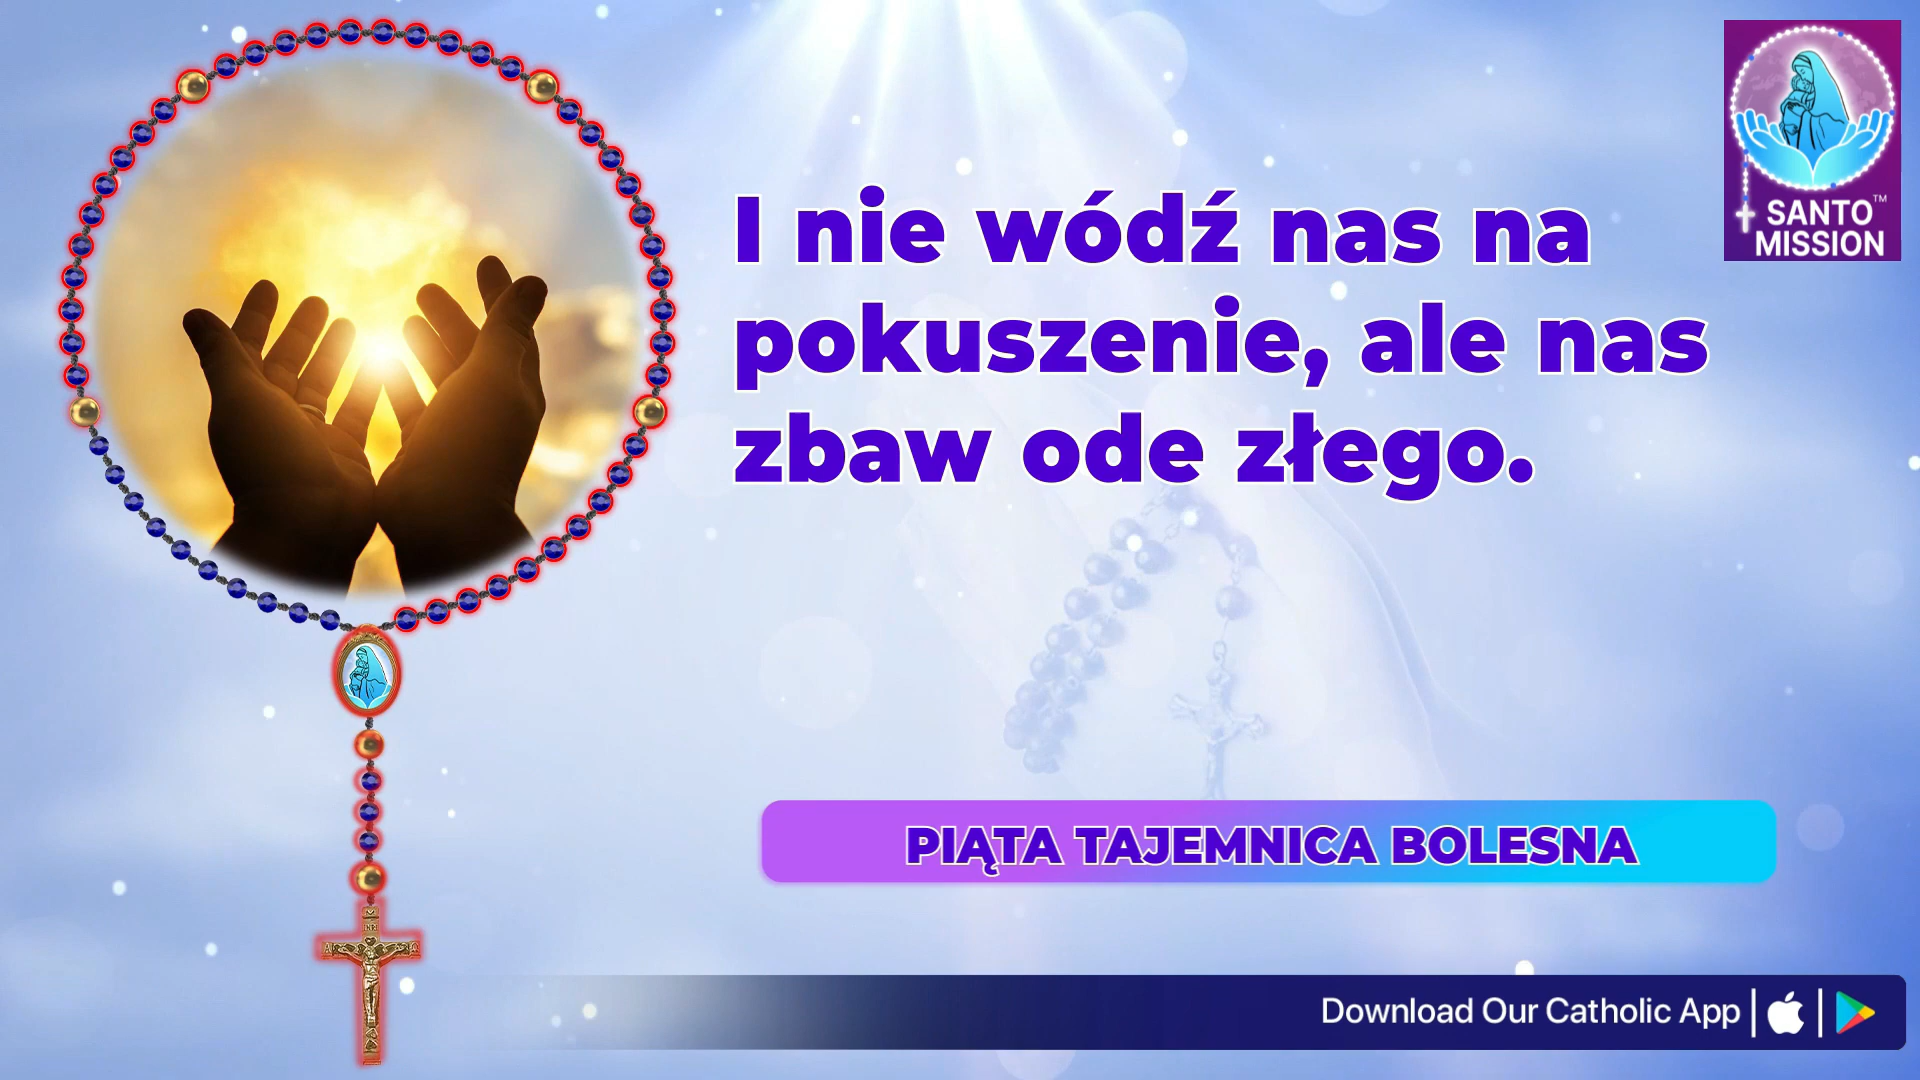 I nie wódź nas na
pokuszenie, ale nas
zbaw ode złego.
PIĄTA TAJEMNICA BOLESNA
SANTO™
MISSION
Download Our Catholic App
INRI